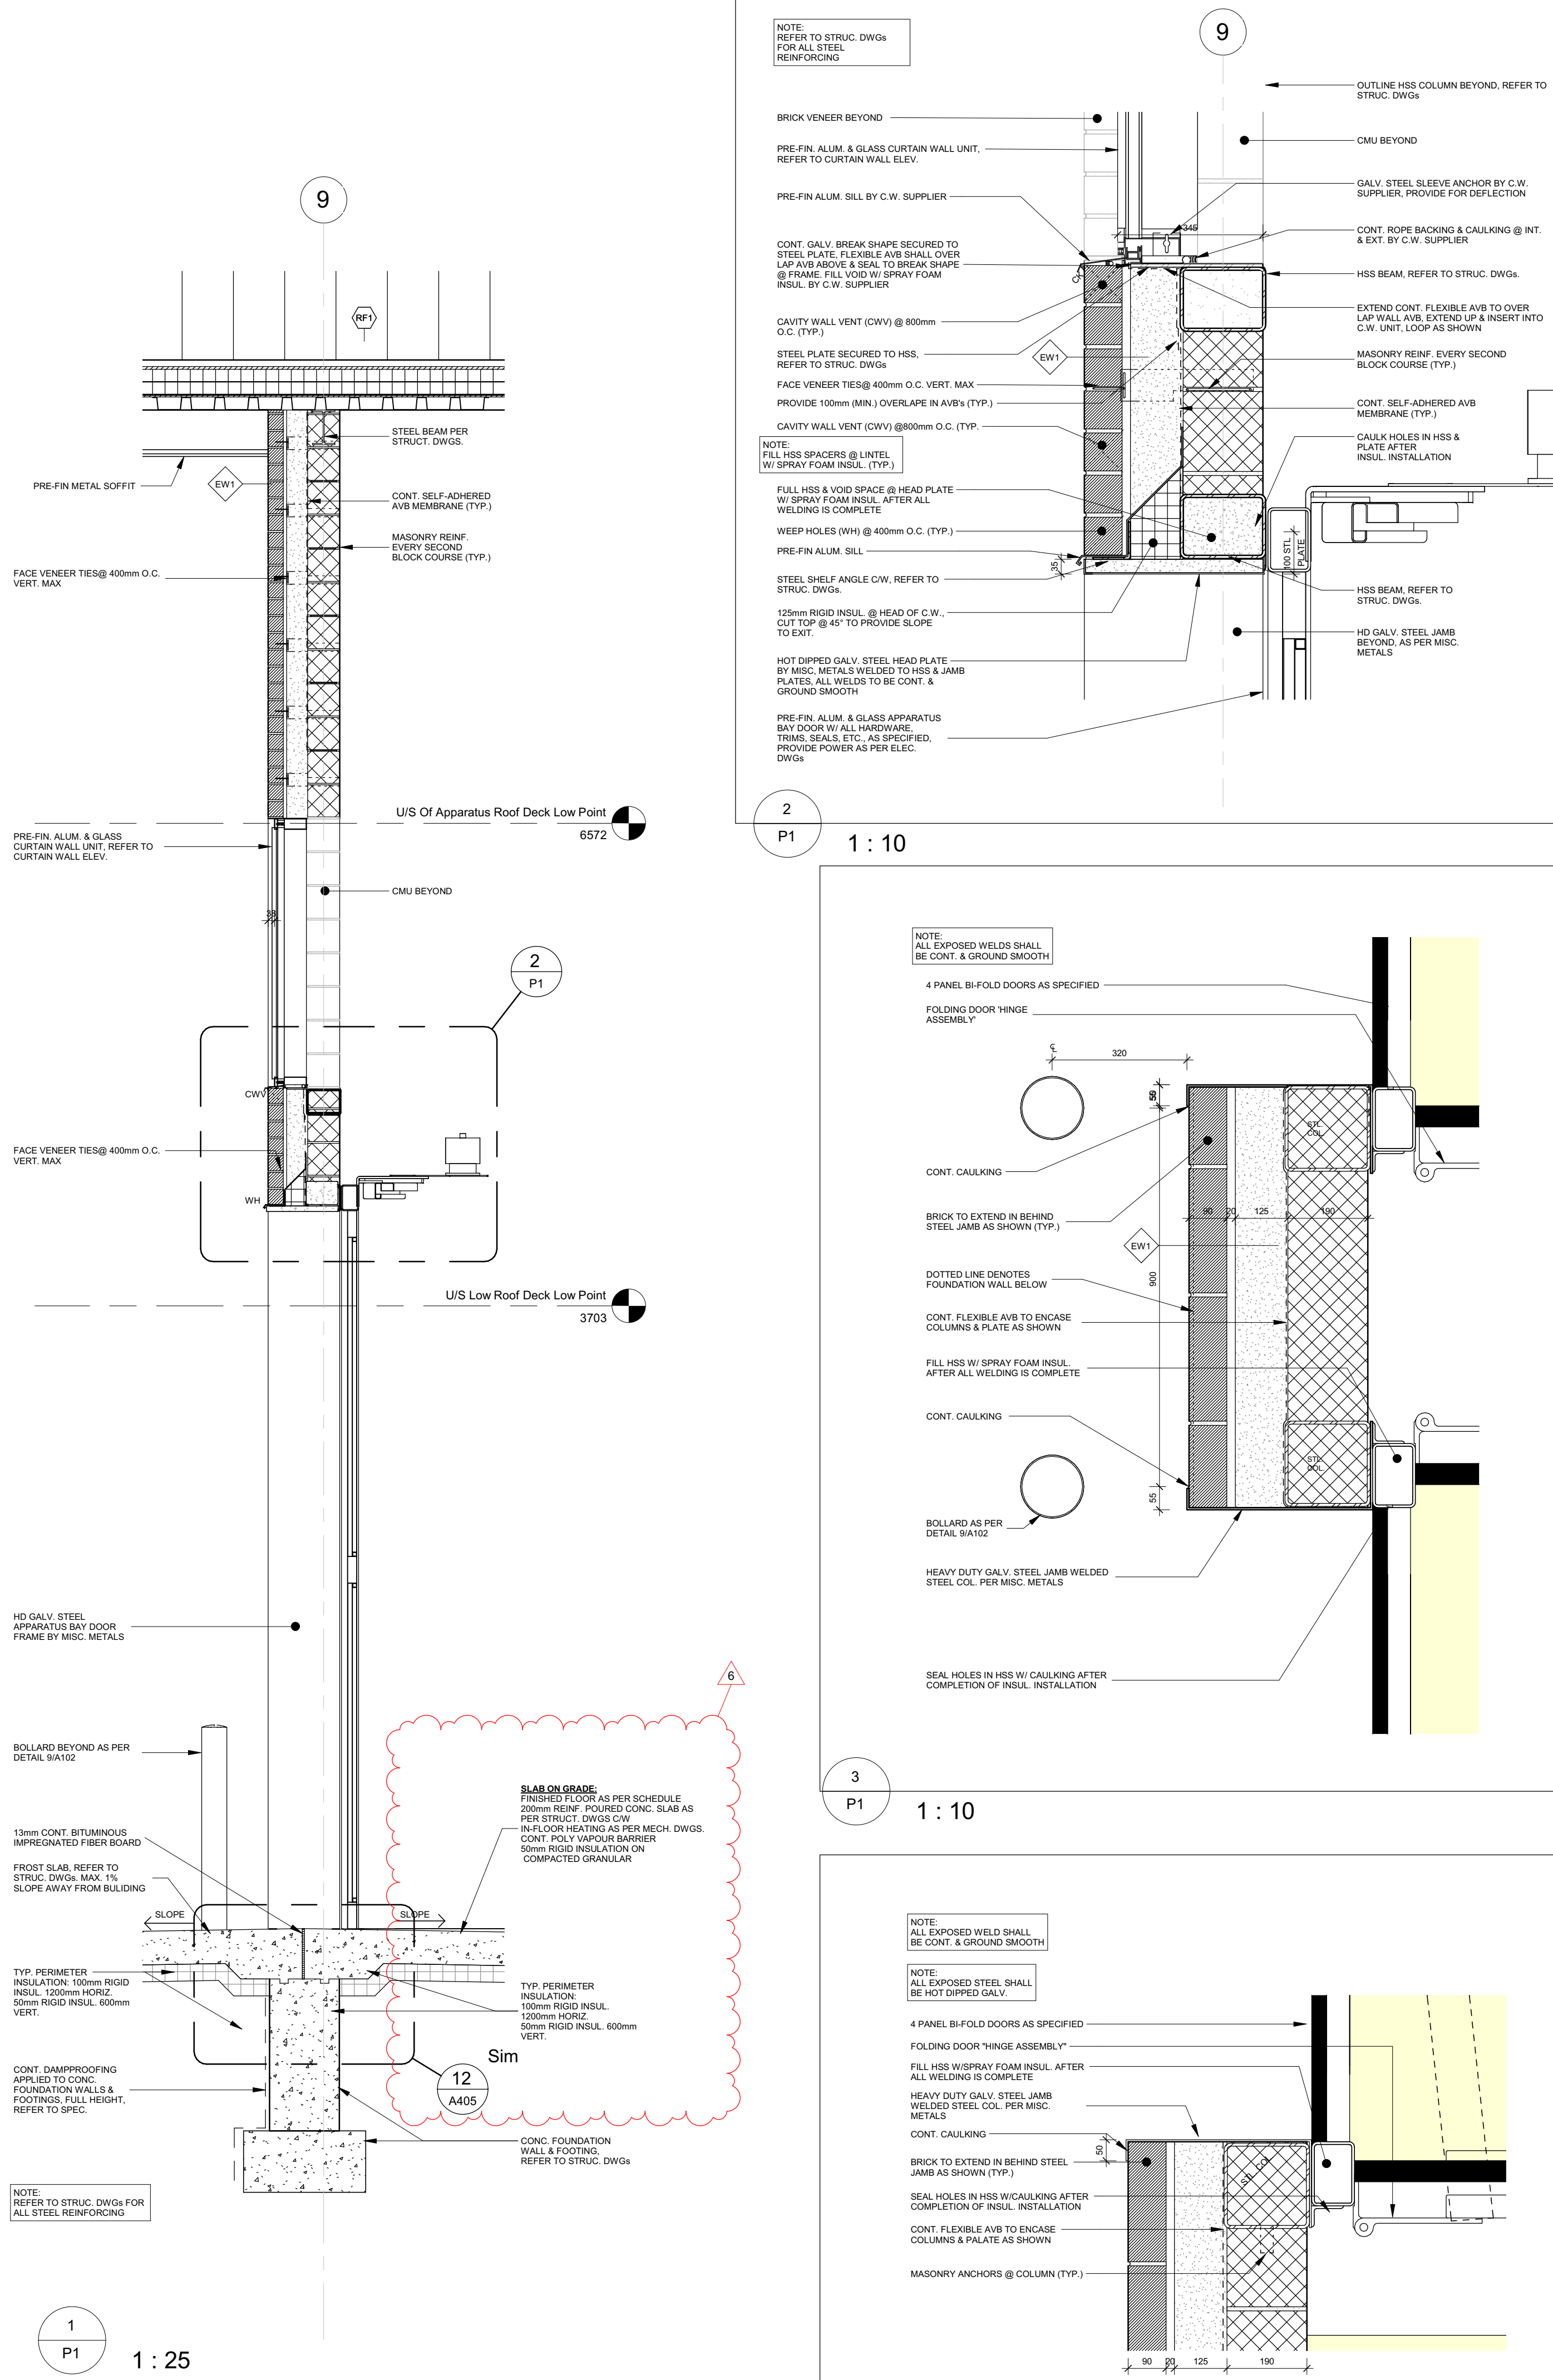 9
RF1
STEEL BEAM PER
STRUCT. DWGS.
PRE-FIN METAL SOFFIT
EW1
CONT. SELF-ADHERED
AVB MEMBRANE (TYP.)
MASONRY REINF.
EVERY SECOND
BLOCK COURSE (TYP.)
FACE VENEER TIES@ 400mm O.C.
VERT. MAX
U/S Of Apparatus Roof Deck Low Point
6572
PRE-FIN. ALUM. & GLASS
CURTAIN WALL UNIT, REFER TO
CURTAIN WALL ELEV.
CMU BEYOND
38
2
P1
CWV
FACE VENEER TIES@ 400mm O.C.
VERT. MAX
WH
U/S Low Roof Deck Low Point
3703
HD GALV. STEEL
APPARATUS BAY DOOR
FRAME BY MISC. METALS
6
BOLLARD BEYOND AS PER
DETAIL 9/A102
SLAB ON GRADE:
FINISHED FLOOR AS PER SCHEDULE
200mm REINF. POURED CONC. SLAB AS
PER STRUCT. DWGS C/W
IN-FLOOR HEATING AS PER MECH. DWGS.
CONT. POLY VAPOUR BARRIER
50mm RIGID INSULATION ON
COMPACTED GRANULAR
13mm CONT. BITUMINOUS
IMPREGNATED FIBER BOARD
FROST SLAB, REFER TO
STRUC. DWGs. MAX. 1%
SLOPE AWAY FROM BULIDING
SLOPE
SLOPE
TYP. PERIMETER
INSULATION: 100mm RIGID
INSUL. 1200mm HORIZ.
50mm RIGID INSUL. 600mm
VERT.
TYP. PERIMETER
INSULATION:
100mm RIGID INSUL.
1200mm HORIZ.
50mm RIGID INSUL. 600mm
VERT.
Sim
12
A405
CONT. DAMPPROOFING
APPLIED TO CONC.
FOUNDATION WALLS &
FOOTINGS, FULL HEIGHT,
REFER TO SPEC.
CONC. FOUNDATION
WALL & FOOTING,
REFER TO STRUC. DWGs
NOTE:
REFER TO STRUC. DWGs FOR
ALL STEEL REINFORCING
1
P1
1 : 25
NOTE:
REFER TO STRUC. DWGs
FOR ALL STEEL
REINFORCING
9
BRICK VENEER BEYOND
PRE-FIN. ALUM. & GLASS CURTAIN WALL UNIT,
REFER TO CURTAIN WALL ELEV.
PRE-FIN ALUM. SILL BY C.W. SUPPLIER
CONT. GALV. BREAK SHAPE SECURED TO
STEEL PLATE, FLEXIBLE AVB SHALL OVER
LAP AVB ABOVE & SEAL TO BREAK SHAPE
@ FRAME. FILL VOID W/ SPRAY FOAM
INSUL. BY C.W. SUPPLIER
CAVITY WALL VENT (CWV) @ 800mm
O.C. (TYP.)
STEEL PLATE SECURED TO HSS,
REFER TO STRUC. DWGs
EW1
FACE VENEER TIES@ 400mm O.C. VERT. MAX
PROVIDE 100mm (MIN.) OVERLAPE IN AVB's (TYP.)
CAVITY WALL VENT (CWV) @800mm O.C. (TYP.
NOTE:
FILL HSS SPACERS @ LINTEL
W/ SPRAY FOAM INSUL. (TYP.)
FULL HSS & VOID SPACE @ HEAD PLATE
W/ SPRAY FOAM INSUL. AFTER ALL
WELDING IS COMPLETE
WEEP HOLES (WH) @ 400mm O.C. (TYP.)
PRE-FIN ALUM. SILL
35
STEEL SHELF ANGLE C/W, REFER TO
STRUC. DWGs.
125mm RIGID INSUL. @ HEAD OF C.W.,
CUT TOP @ 45° TO PROVIDE SLOPE
TO EXIT.
HOT DIPPED GALV. STEEL HEAD PLATE
BY MISC, METALS WELDED TO HSS & JAMB
PLATES, ALL WELDS TO BE CONT. &
GROUND SMOOTH
PRE-FIN. ALUM. & GLASS APPARATUS
BAY DOOR W/ ALL HARDWARE,
TRIMS, SEALS, ETC., AS SPECIFIED,
PROVIDE POWER AS PER ELEC.
DWGs
OUTLINE HSS COLUMN BEYOND, REFER TO
STRUC. DWGs
CMU BEYOND
GALV. STEEL SLEEVE ANCHOR BY C.W.
SUPPLIER, PROVIDE FOR DEFLECTION
345
CONT. ROPE BACKING & CAULKING @ INT.
& EXT. BY C.W. SUPPLIER
HSS BEAM, REFER TO STRUC. DWGs.
EXTEND CONT. FLEXIBLE AVB TO OVER
LAP WALL AVB, EXTEND UP & INSERT INTO
C.W. UNIT, LOOP AS SHOWN
MASONRY REINF. EVERY SECOND
BLOCK COURSE (TYP.)
CONT. SELF-ADHERED AVB
MEMBRANE (TYP.)
CAULK HOLES IN HSS &
PLATE AFTER
INSUL. INSTALLATION
100 STL
PLATE
HSS BEAM, REFER TO
STRUC. DWGs.
HD GALV. STEEL JAMB
BEYOND, AS PER MISC.
METALS
2
P1
1 : 10
NOTE:
ALL EXPOSED WELDS SHALL
BE CONT. & GROUND SMOOTH
4 PANEL BI-FOLD DOORS AS SPECIFIED
FOLDING DOOR 'HINGE
ASSEMBLY'
320
STL.
COL.
CONT. CAULKING
BRICK TO EXTEND IN BEHIND
STEEL JAMB AS SHOWN (TYP.)
90
20
125
190
EW1
900
DOTTED LINE DENOTES
FOUNDATION WALL BELOW
CONT. FLEXIBLE AVB TO ENCASE
COLUMNS & PLATE AS SHOWN
FILL HSS W/ SPRAY FOAM INSUL.
AFTER ALL WELDING IS COMPLETE
CONT. CAULKING
STL.
COL.
55
BOLLARD AS PER
DETAIL 9/A102
HEAVY DUTY GALV. STEEL JAMB WELDED
STEEL COL. PER MISC. METALS
SEAL HOLES IN HSS W/ CAULKING AFTER
COMPLETION OF INSUL. INSTALLATION
3
P1
1 : 10
NOTE:
ALL EXPOSED WELD SHALL
BE CONT. & GROUND SMOOTH
NOTE:
ALL EXPOSED STEEL SHALL
BE HOT DIPPED GALV.
4 PANEL BI-FOLD DOORS AS SPECIFIED
FOLDING DOOR "HINGE ASSEMBLY"
FILL HSS W/SPRAY FOAM INSUL. AFTER
ALL WELDING IS COMPLETE
HEAVY DUTY GALV. STEEL JAMB
WELDED STEEL COL. PER MISC.
METALS
CONT. CAULKING
50
BRICK TO EXTEND IN BEHIND STEEL
JAMB AS SHOWN (TYP.)
SEAL HOLES IN HSS W/CAULKING AFTER
COMPLETION OF INSUL. INSTALLATION
CONT. FLEXIBLE AVB TO ENCASE
COLUMNS & PALATE AS SHOWN
MASONRY ANCHORS @ COLUMN (TYP.)
90
20
125
190